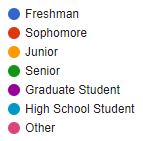 Freshman
Sophomore
Junior
Senior
Graduate Student
High School Student
Other